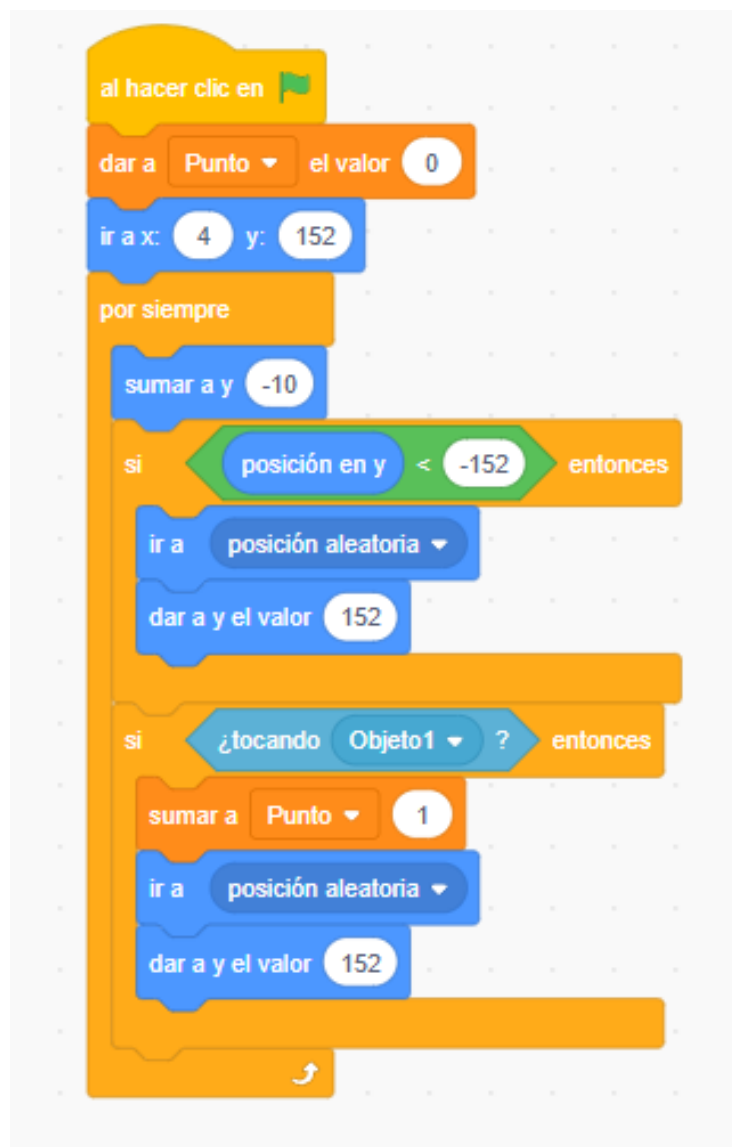 al hacer clic en
dar a Punto el valor 0
ir a x: 4 y: 152
por siempre
sumar a y -10
si posición en y < -152 entonces
ir a posición aleatoria
dar a y el valor 152
si ¿tocando Objeto1 ? entonces
sumar a Punto 1
ir a posición aleatoria
dar a y el valor 152